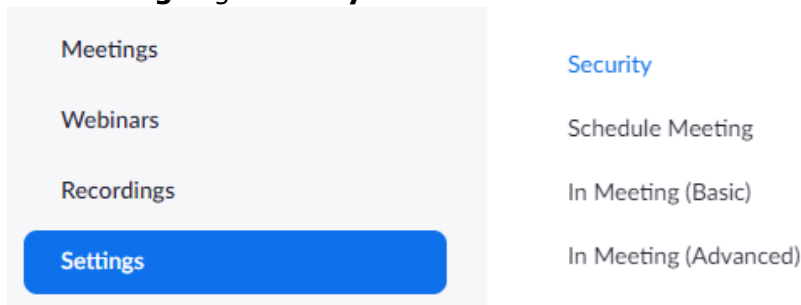 Meetings
Webinars
Recordings
Settings
Security
Schedule Meeting
In Meeting (Basic)
In Meeting (Advanced)